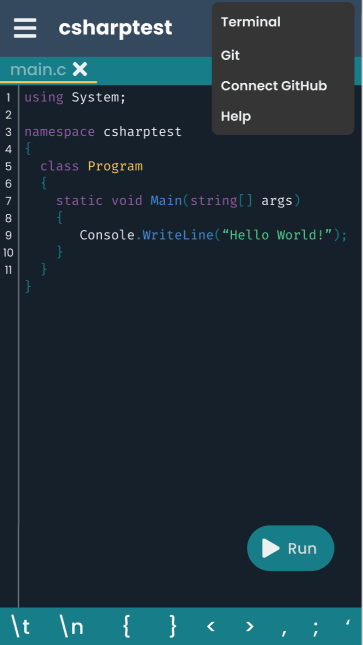 csharptest
Terminal
Git
Connect GitHub
Help
main.c
1 using System;
2
3 namespace csharptest
4 {
5 class Program
6 {
7 static void Main(string[] args)
8 {
9 Console.WriteLine(“Hello World!”);
10 }
11 }
}
Run
\t \n { } < > , ; ‘